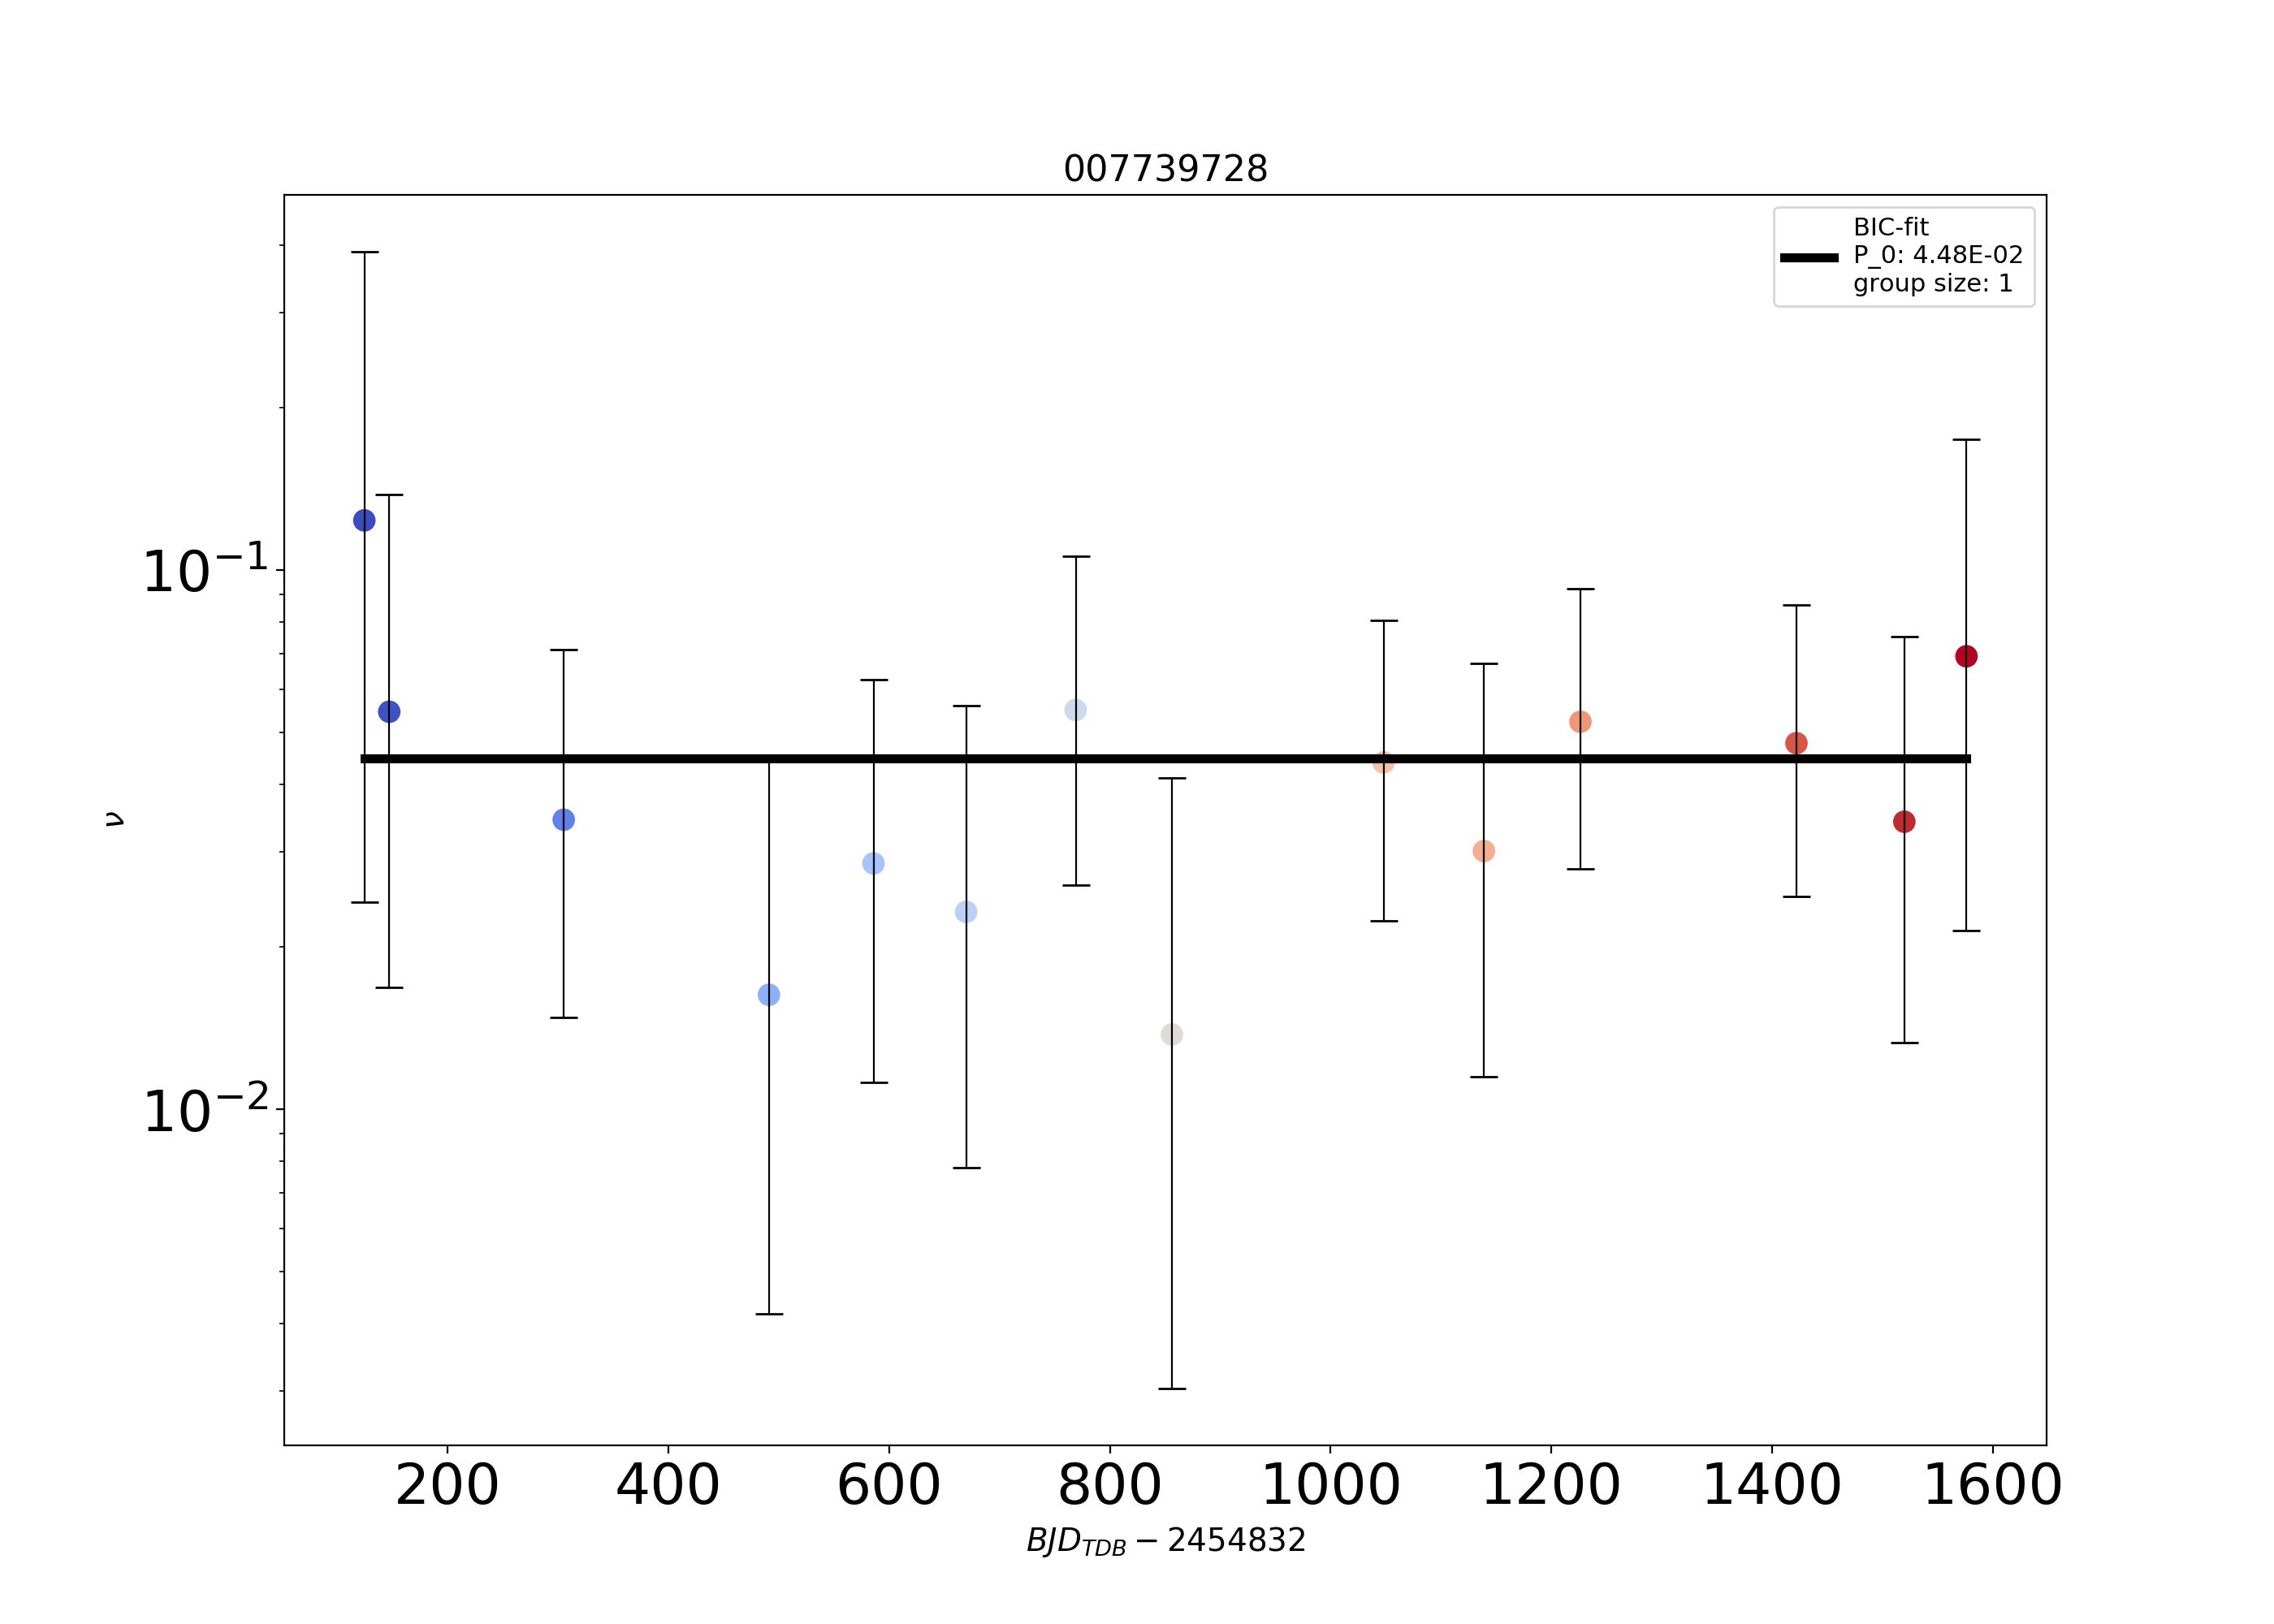 007739728
BIC-fit
P_0: 4.48E-02
group size: 1
10⁻¹
10⁻²
ν
200 400 600 800 1000 1200 1400 1600
BJD_TDB − 2454832